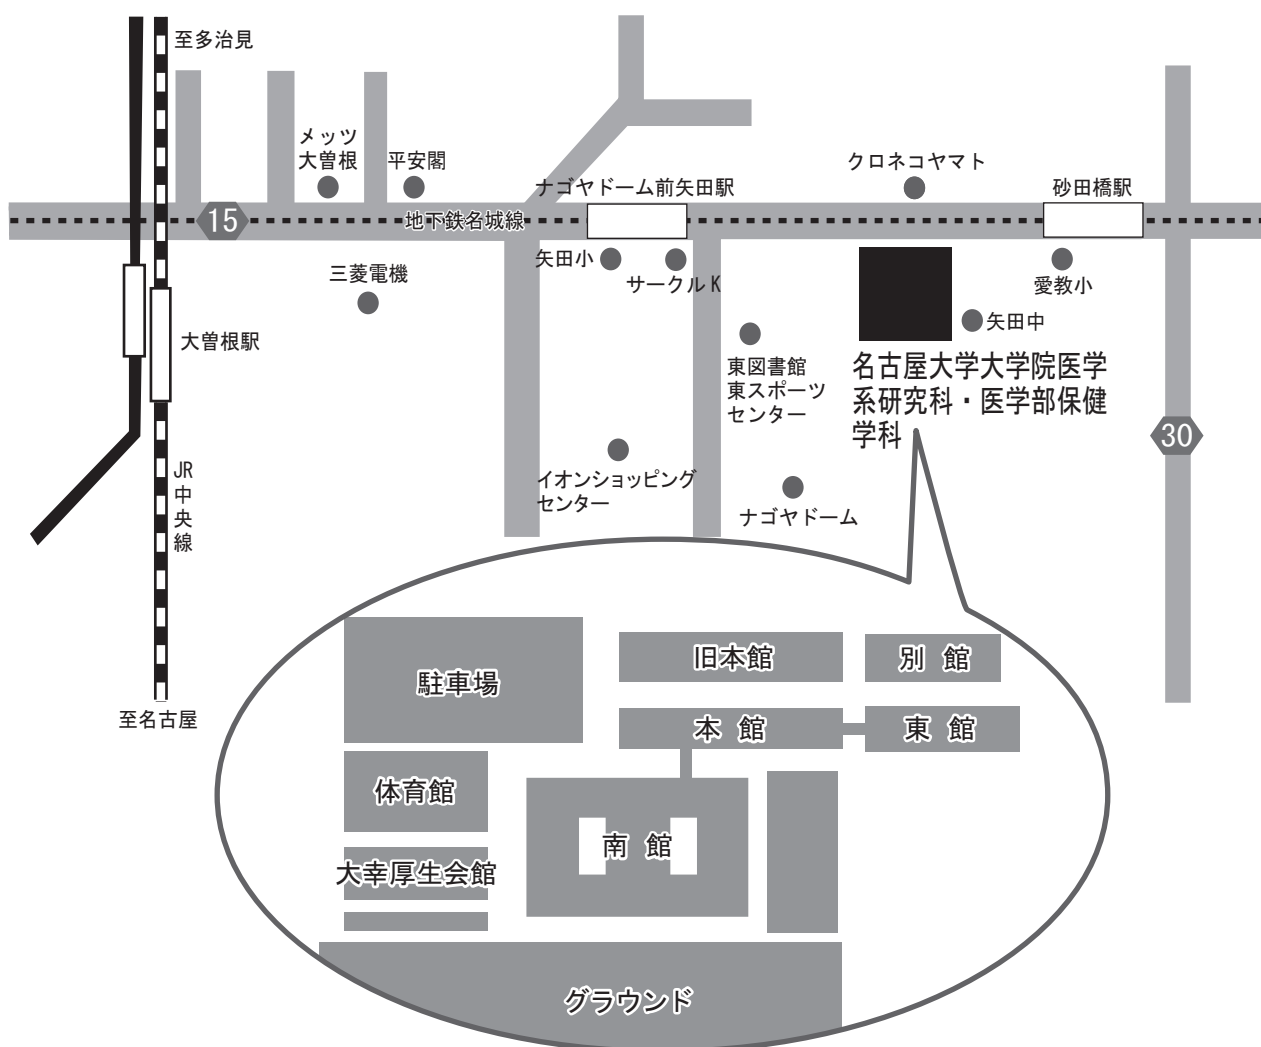 至多治見
メッツ
大曽根
平安閣
クロネコヤマト
ナゴヤドーム前矢田駅
砂田橋駅
15
地下鉄名城線
矢田小
サークルK
三菱電機
愛教小
大曽根駅
矢田中
東図書館
東スポーツ
センター
名古屋大学大学院医学
系研究科・医学部保健
学科
30
JR中央線
イオンショッピング
センター
ナゴヤドーム
至名古屋
駐車場
旧本館
別 館
本 館
東 館
体育館
南 館
大幸厚生会館
グラウンド